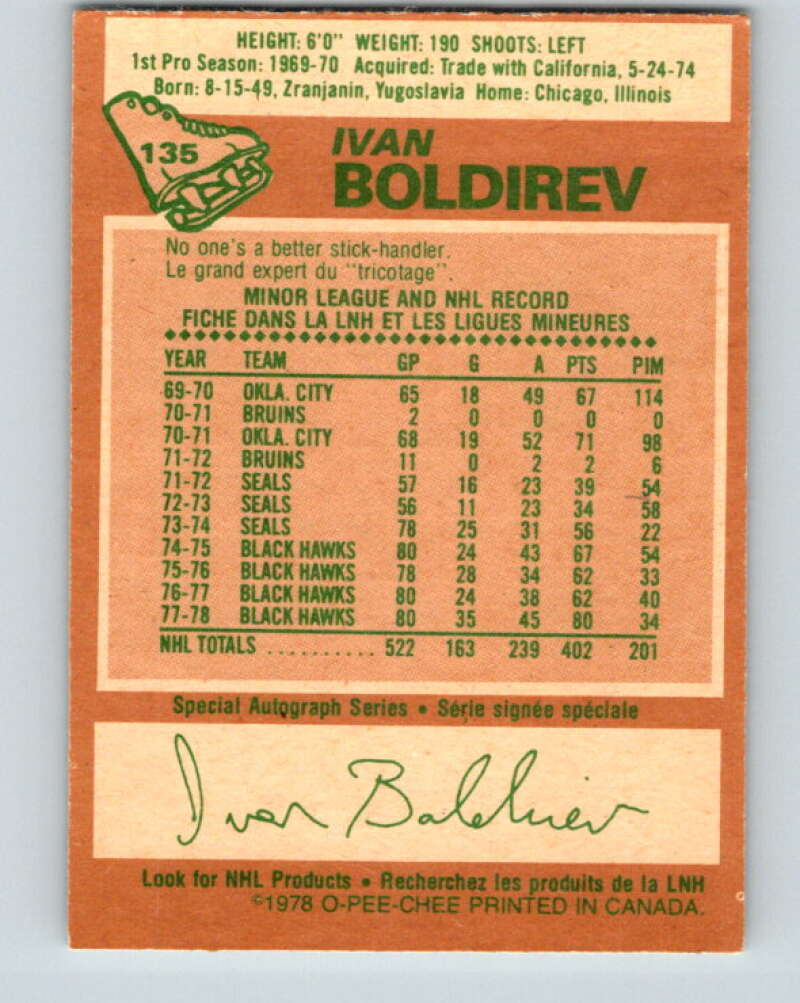 HEIGHT: 6'0" WEIGHT: 190 SHOOTS: LEFT
1st Pro Season: 1969-70 Acquired: Trade with California, 5-24-74
Born: 8-15-49, Zranjanin, Yugoslavia Home: Chicago, Illinois
135
IVAN
BOLDIREV
No one's a better stick-handler.
Le grand expert du "tricotage".
MINOR LEAGUE AND NHL RECORD
FICHE DANS LA LNH ET LES LIGUES MINEURES
YEAR TEAM GP G A PTS PIM
69-70 OKLA. CITY 65 18 49 67 114
70-71 BRUINS 2 0 0 0 0
70-71 OKLA. CITY 68 19 52 71 98
71-72 BRUINS 11 0 2 2 6
71-72 SEALS 57 16 23 39 54
72-73 SEALS 56 11 23 34 58
73-74 SEALS 78 25 31 56 22
74-75 BLACK HAWKS 80 24 43 67 54
75-76 BLACK HAWKS 78 28 34 62 33
76-77 BLACK HAWKS 80 24 38 62 40
77-78 BLACK HAWKS 80 35 45 80 34
NHL TOTALS .......... 522 163 239 402 201
Special Autograph Series • Série signée spéciale
Ivan Boldirev
Look for NHL Products • Recherchez les produits de la LNH
©1978 O-PEE-CHEE PRINTED IN CANADA.